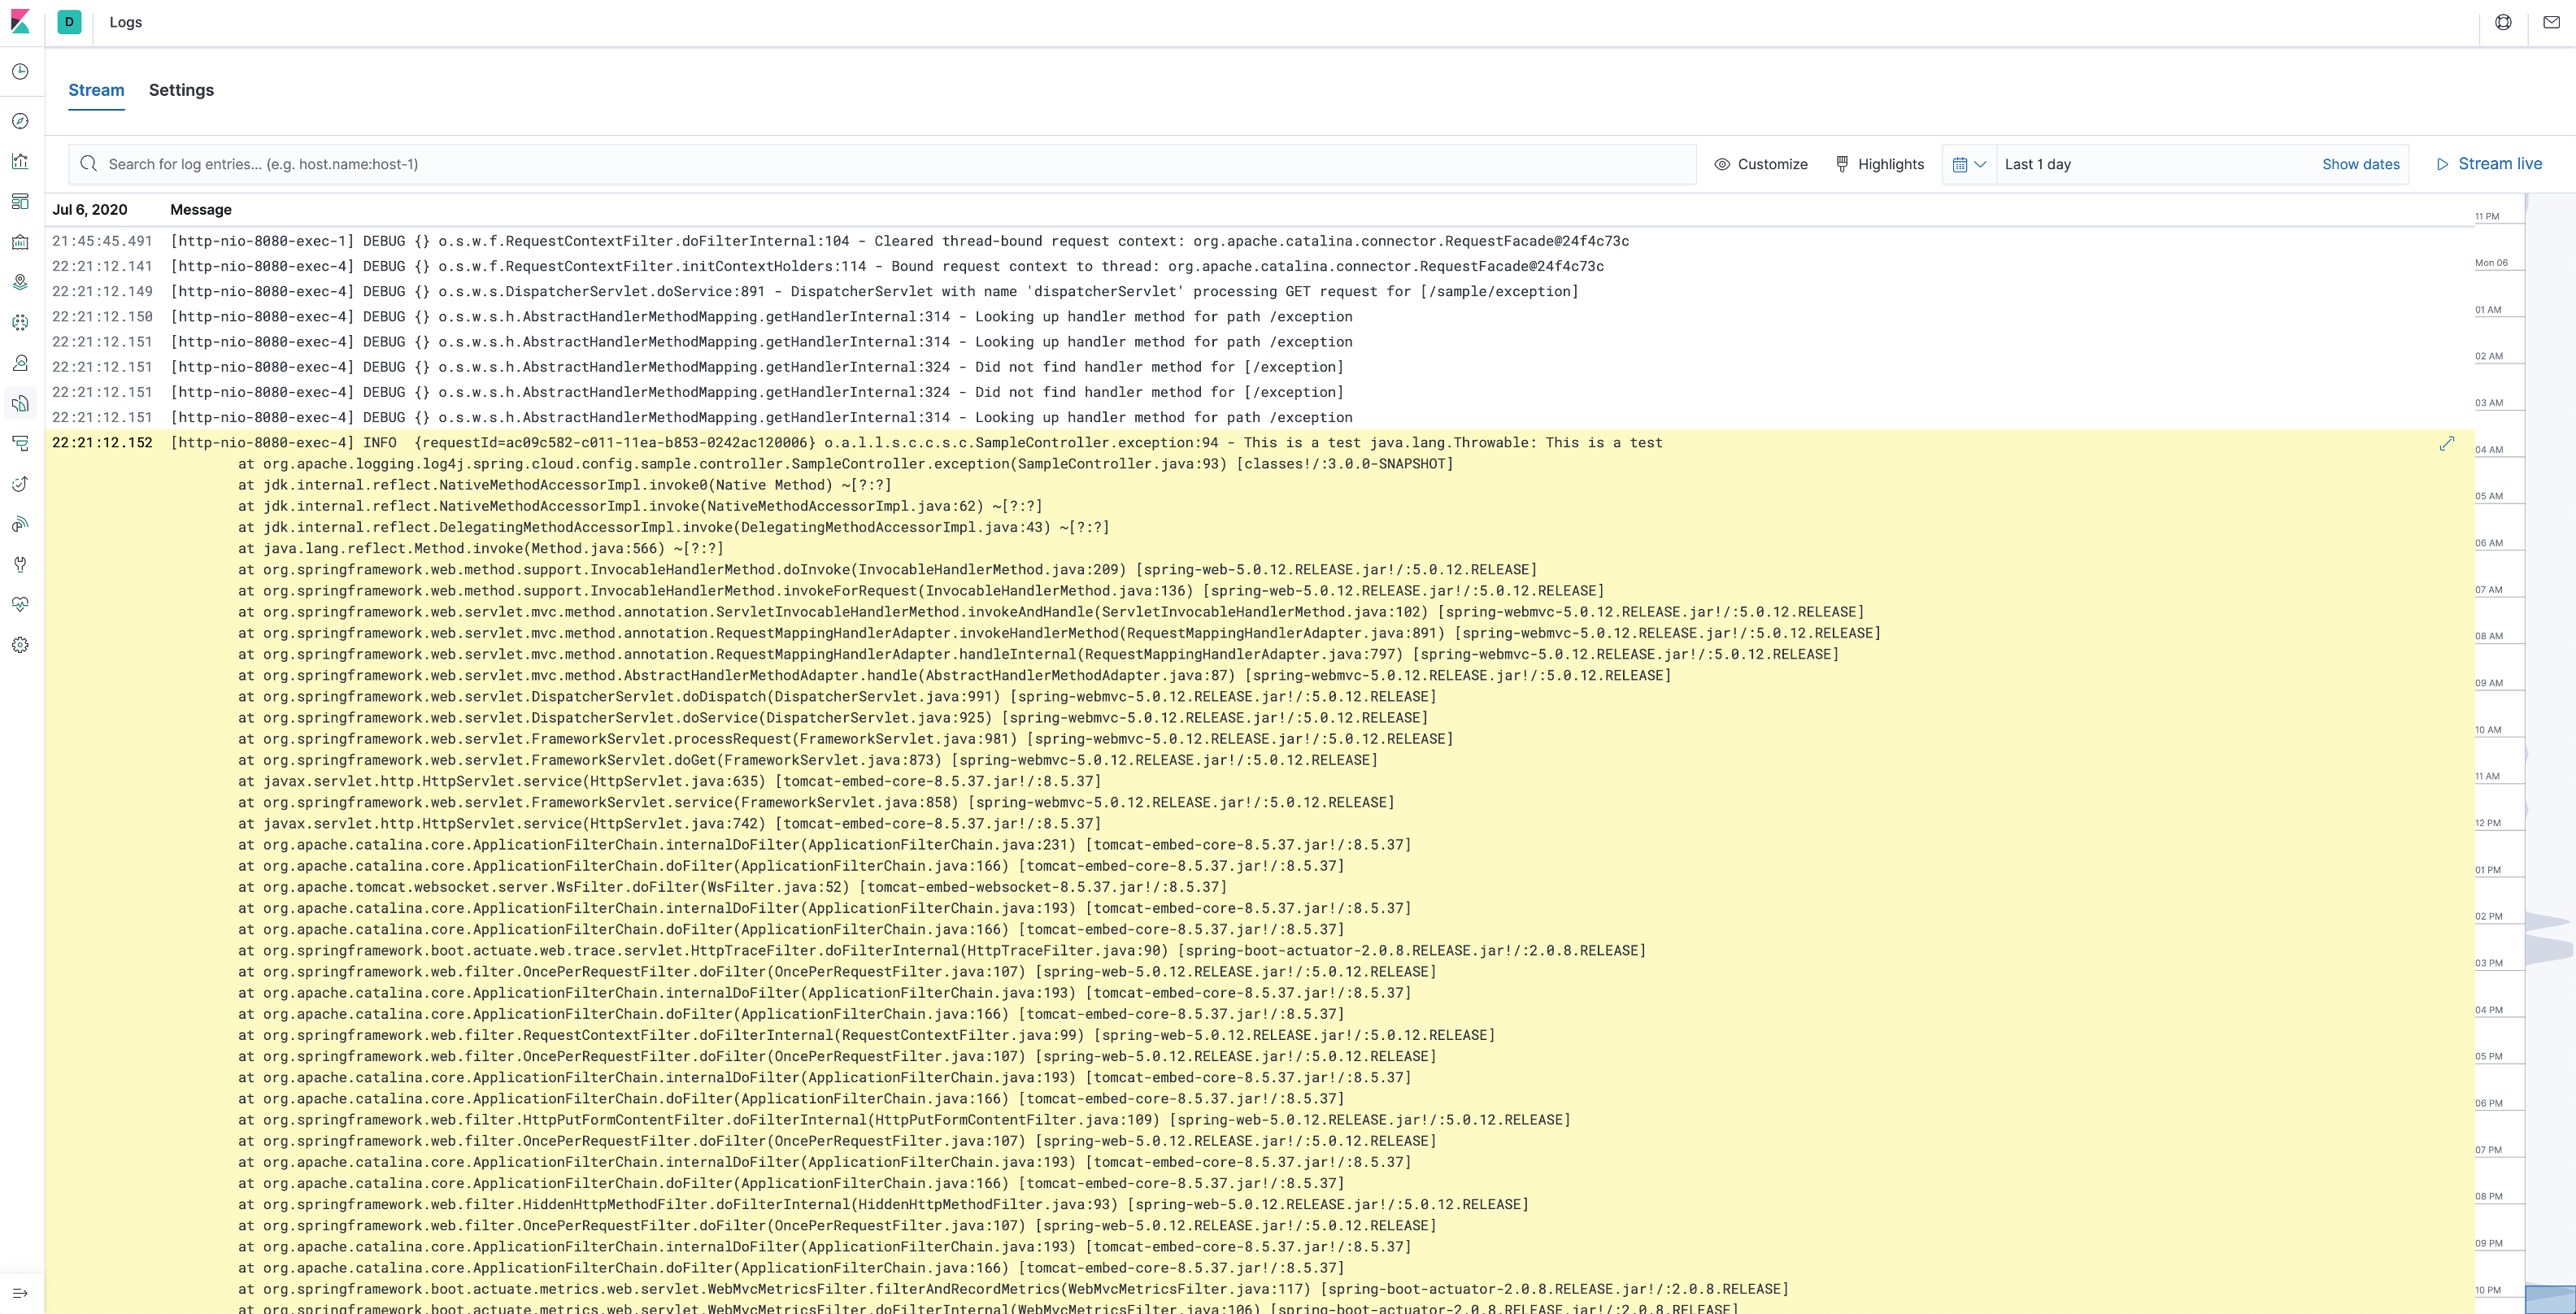 D Logs
Stream Settings
Search for log entries... (e.g. host.name:host-1) Customize Highlights Last 1 day Show dates Stream live
Jul 6, 2020 Message
21:45:45.491 [http-nio-8080-exec-1] DEBUG {} o.s.w.f.RequestContextFilter.doFilterInternal:104 - Cleared thread-bound request context: org.apache.catalina.connector.RequestFacade@24f4c73c
22:21:12.141 [http-nio-8080-exec-4] DEBUG {} o.s.w.f.RequestContextFilter.initContextHolders:114 - Bound request context to thread: org.apache.catalina.connector.RequestFacade@24f4c73c
22:21:12.149 [http-nio-8080-exec-4] DEBUG {} o.s.w.s.DispatcherServlet.doService:891 - DispatcherServlet with name 'dispatcherServlet' processing GET request for [/sample/exception]
22:21:12.150 [http-nio-8080-exec-4] DEBUG {} o.s.w.s.h.AbstractHandlerMethodMapping.getHandlerInternal:314 - Looking up handler method for path /exception
22:21:12.151 [http-nio-8080-exec-4] DEBUG {} o.s.w.s.h.AbstractHandlerMethodMapping.getHandlerInternal:314 - Looking up handler method for path /exception
22:21:12.151 [http-nio-8080-exec-4] DEBUG {} o.s.w.s.h.AbstractHandlerMethodMapping.getHandlerInternal:324 - Did not find handler method for [/exception]
22:21:12.151 [http-nio-8080-exec-4] DEBUG {} o.s.w.s.h.AbstractHandlerMethodMapping.getHandlerInternal:324 - Did not find handler method for [/exception]
22:21:12.151 [http-nio-8080-exec-4] DEBUG {} o.s.w.s.h.AbstractHandlerMethodMapping.getHandlerInternal:314 - Looking up handler method for path /exception
22:21:12.152 [http-nio-8080-exec-4] INFO  {requestId=ac09c582-c011-11ea-b853-0242ac120006} o.a.l.l.s.c.c.s.c.SampleController.exception:94 - This is a test java.lang.Throwable: This is a test
at org.apache.logging.log4j.spring.cloud.config.sample.controller.SampleController.exception(SampleController.java:93) [classes!/:3.0.0-SNAPSHOT]
at jdk.internal.reflect.NativeMethodAccessorImpl.invoke0(Native Method) ~[?:?]
at jdk.internal.reflect.NativeMethodAccessorImpl.invoke(NativeMethodAccessorImpl.java:62) ~[?:?]
at jdk.internal.reflect.DelegatingMethodAccessorImpl.invoke(DelegatingMethodAccessorImpl.java:43) ~[?:?]
at java.lang.reflect.Method.invoke(Method.java:566) ~[?:?]
at org.springframework.web.method.support.InvocableHandlerMethod.doInvoke(InvocableHandlerMethod.java:209) [spring-web-5.0.12.RELEASE.jar!/:5.0.12.RELEASE]
at org.springframework.web.method.support.InvocableHandlerMethod.invokeForRequest(InvocableHandlerMethod.java:136) [spring-web-5.0.12.RELEASE.jar!/:5.0.12.RELEASE]
at org.springframework.web.servlet.mvc.method.annotation.ServletInvocableHandlerMethod.invokeAndHandle(ServletInvocableHandlerMethod.java:102) [spring-webmvc-5.0.12.RELEASE.jar!/:5.0.12.RELEASE]
at org.springframework.web.servlet.mvc.method.annotation.RequestMappingHandlerAdapter.invokeHandlerMethod(RequestMappingHandlerAdapter.java:891) [spring-webmvc-5.0.12.RELEASE.jar!/:5.0.12.RELEASE]
at org.springframework.web.servlet.mvc.method.annotation.RequestMappingHandlerAdapter.handleInternal(RequestMappingHandlerAdapter.java:797) [spring-webmvc-5.0.12.RELEASE.jar!/:5.0.12.RELEASE]
at org.springframework.web.servlet.mvc.method.AbstractHandlerMethodAdapter.handle(AbstractHandlerMethodAdapter.java:87) [spring-webmvc-5.0.12.RELEASE.jar!/:5.0.12.RELEASE]
at org.springframework.web.servlet.DispatcherServlet.doDispatch(DispatcherServlet.java:991) [spring-webmvc-5.0.12.RELEASE.jar!/:5.0.12.RELEASE]
at org.springframework.web.servlet.DispatcherServlet.doService(DispatcherServlet.java:925) [spring-webmvc-5.0.12.RELEASE.jar!/:5.0.12.RELEASE]
at org.springframework.web.servlet.FrameworkServlet.processRequest(FrameworkServlet.java:981) [spring-webmvc-5.0.12.RELEASE.jar!/:5.0.12.RELEASE]
at org.springframework.web.servlet.FrameworkServlet.doGet(FrameworkServlet.java:873) [spring-webmvc-5.0.12.RELEASE.jar!/:5.0.12.RELEASE]
at javax.servlet.http.HttpServlet.service(HttpServlet.java:635) [tomcat-embed-core-8.5.37.jar!/:8.5.37]
at org.springframework.web.servlet.FrameworkServlet.service(FrameworkServlet.java:858) [spring-webmvc-5.0.12.RELEASE.jar!/:5.0.12.RELEASE]
at javax.servlet.http.HttpServlet.service(HttpServlet.java:742) [tomcat-embed-core-8.5.37.jar!/:8.5.37]
at org.apache.catalina.core.ApplicationFilterChain.internalDoFilter(ApplicationFilterChain.java:231) [tomcat-embed-core-8.5.37.jar!/:8.5.37]
at org.apache.catalina.core.ApplicationFilterChain.doFilter(ApplicationFilterChain.java:166) [tomcat-embed-core-8.5.37.jar!/:8.5.37]
at org.apache.tomcat.websocket.server.WsFilter.doFilter(WsFilter.java:52) [tomcat-embed-websocket-8.5.37.jar!/:8.5.37]
at org.apache.catalina.core.ApplicationFilterChain.internalDoFilter(ApplicationFilterChain.java:193) [tomcat-embed-core-8.5.37.jar!/:8.5.37]
at org.apache.catalina.core.ApplicationFilterChain.doFilter(ApplicationFilterChain.java:166) [tomcat-embed-core-8.5.37.jar!/:8.5.37]
at org.springframework.boot.actuate.web.trace.servlet.HttpTraceFilter.doFilterInternal(HttpTraceFilter.java:90) [spring-boot-actuator-2.0.8.RELEASE.jar!/:2.0.8.RELEASE]
at org.springframework.web.filter.OncePerRequestFilter.doFilter(OncePerRequestFilter.java:107) [spring-web-5.0.12.RELEASE.jar!/:5.0.12.RELEASE]
at org.apache.catalina.core.ApplicationFilterChain.internalDoFilter(ApplicationFilterChain.java:193) [tomcat-embed-core-8.5.37.jar!/:8.5.37]
at org.apache.catalina.core.ApplicationFilterChain.doFilter(ApplicationFilterChain.java:166) [tomcat-embed-core-8.5.37.jar!/:8.5.37]
at org.springframework.web.filter.RequestContextFilter.doFilterInternal(RequestContextFilter.java:99) [spring-web-5.0.12.RELEASE.jar!/:5.0.12.RELEASE]
at org.springframework.web.filter.OncePerRequestFilter.doFilter(OncePerRequestFilter.java:107) [spring-web-5.0.12.RELEASE.jar!/:5.0.12.RELEASE]
at org.apache.catalina.core.ApplicationFilterChain.internalDoFilter(ApplicationFilterChain.java:193) [tomcat-embed-core-8.5.37.jar!/:8.5.37]
at org.apache.catalina.core.ApplicationFilterChain.doFilter(ApplicationFilterChain.java:166) [tomcat-embed-core-8.5.37.jar!/:8.5.37]
at org.springframework.web.filter.HttpPutFormContentFilter.doFilterInternal(HttpPutFormContentFilter.java:109) [spring-web-5.0.12.RELEASE.jar!/:5.0.12.RELEASE]
at org.springframework.web.filter.OncePerRequestFilter.doFilter(OncePerRequestFilter.java:107) [spring-web-5.0.12.RELEASE.jar!/:5.0.12.RELEASE]
at org.apache.catalina.core.ApplicationFilterChain.internalDoFilter(ApplicationFilterChain.java:193) [tomcat-embed-core-8.5.37.jar!/:8.5.37]
at org.apache.catalina.core.ApplicationFilterChain.doFilter(ApplicationFilterChain.java:166) [tomcat-embed-core-8.5.37.jar!/:8.5.37]
at org.springframework.web.filter.HiddenHttpMethodFilter.doFilterInternal(HiddenHttpMethodFilter.java:93) [spring-web-5.0.12.RELEASE.jar!/:5.0.12.RELEASE]
at org.springframework.web.filter.OncePerRequestFilter.doFilter(OncePerRequestFilter.java:107) [spring-web-5.0.12.RELEASE.jar!/:5.0.12.RELEASE]
at org.apache.catalina.core.ApplicationFilterChain.internalDoFilter(ApplicationFilterChain.java:193) [tomcat-embed-core-8.5.37.jar!/:8.5.37]
at org.apache.catalina.core.ApplicationFilterChain.doFilter(ApplicationFilterChain.java:166) [tomcat-embed-core-8.5.37.jar!/:8.5.37]
at org.springframework.boot.actuate.metrics.web.servlet.WebMvcMetricsFilter.filterAndRecordMetrics(WebMvcMetricsFilter.java:117) [spring-boot-actuator-2.0.8.RELEASE.jar!/:2.0.8.RELEASE]
at org.springframework.boot.actuate.metrics.web.servlet.WebMvcMetricsFilter.doFilterInternal(WebMvcMetricsFilter.java:106) [spring-boot-actuator-2.0.8.RELEASE.jar!/:2.0.8.RELEASE]
11 PM
Mon 06
01 AM
02 AM
03 AM
04 AM
05 AM
06 AM
07 AM
08 AM
09 AM
10 AM
11 AM
12 PM
01 PM
02 PM
03 PM
04 PM
05 PM
06 PM
07 PM
08 PM
09 PM
10 PM